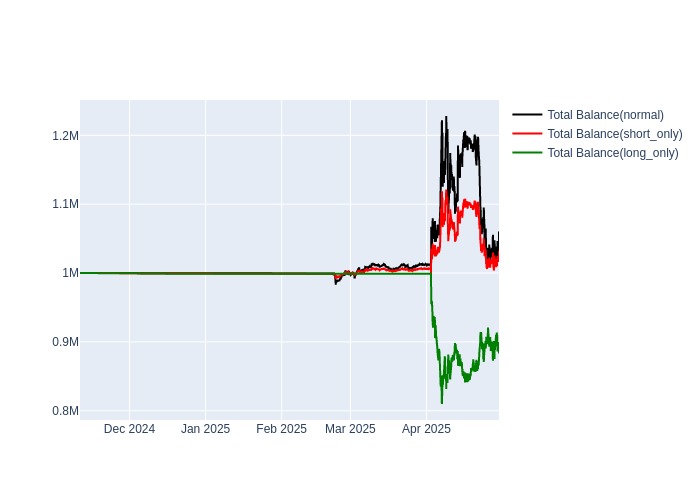 Total Balance(normal)
Total Balance(short_only)
Total Balance(long_only)
1.2M
1.1M
1M
0.9M
0.8M
Dec 2024
Jan 2025
Feb 2025
Mar 2025
Apr 2025